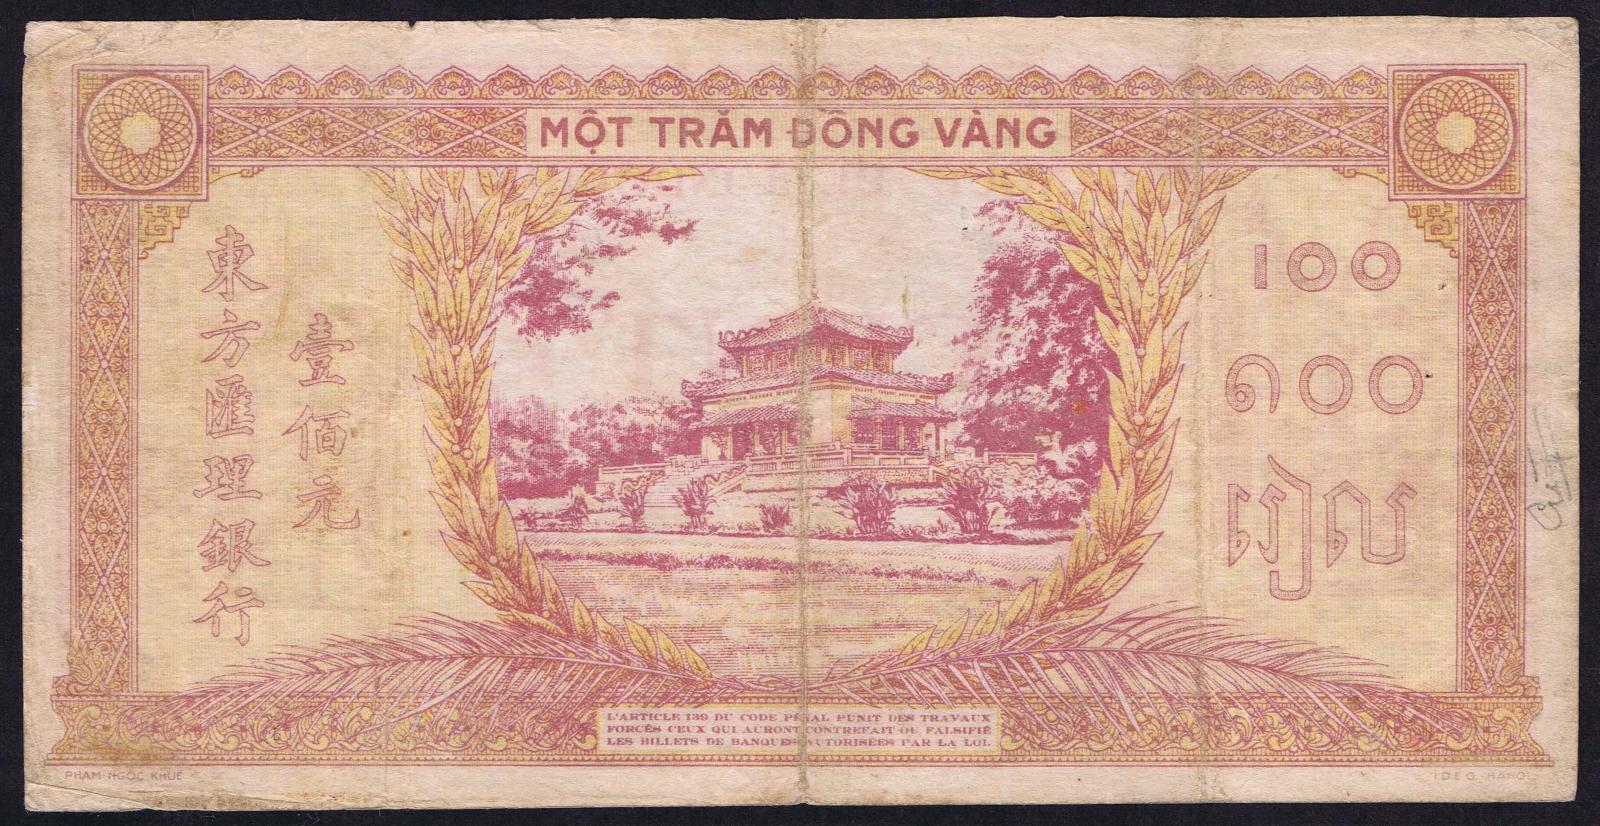 MỘT TRĂM ĐỒNG VÀNG
東方匯理銀行
壹佰元
100
១០០
រៀល
L'ARTICLE 139 DU CODE PÉNAL PUNIT DES TRAVAUX
FORCÉS CEUX QUI AURONT CONTREFAIT OU FALSIFIÉ
LES BILLETS DE BANQUES AUTORISÉES PAR LA LOI.
PHAM-NGOC KHUÊ
IDEO. HANOI